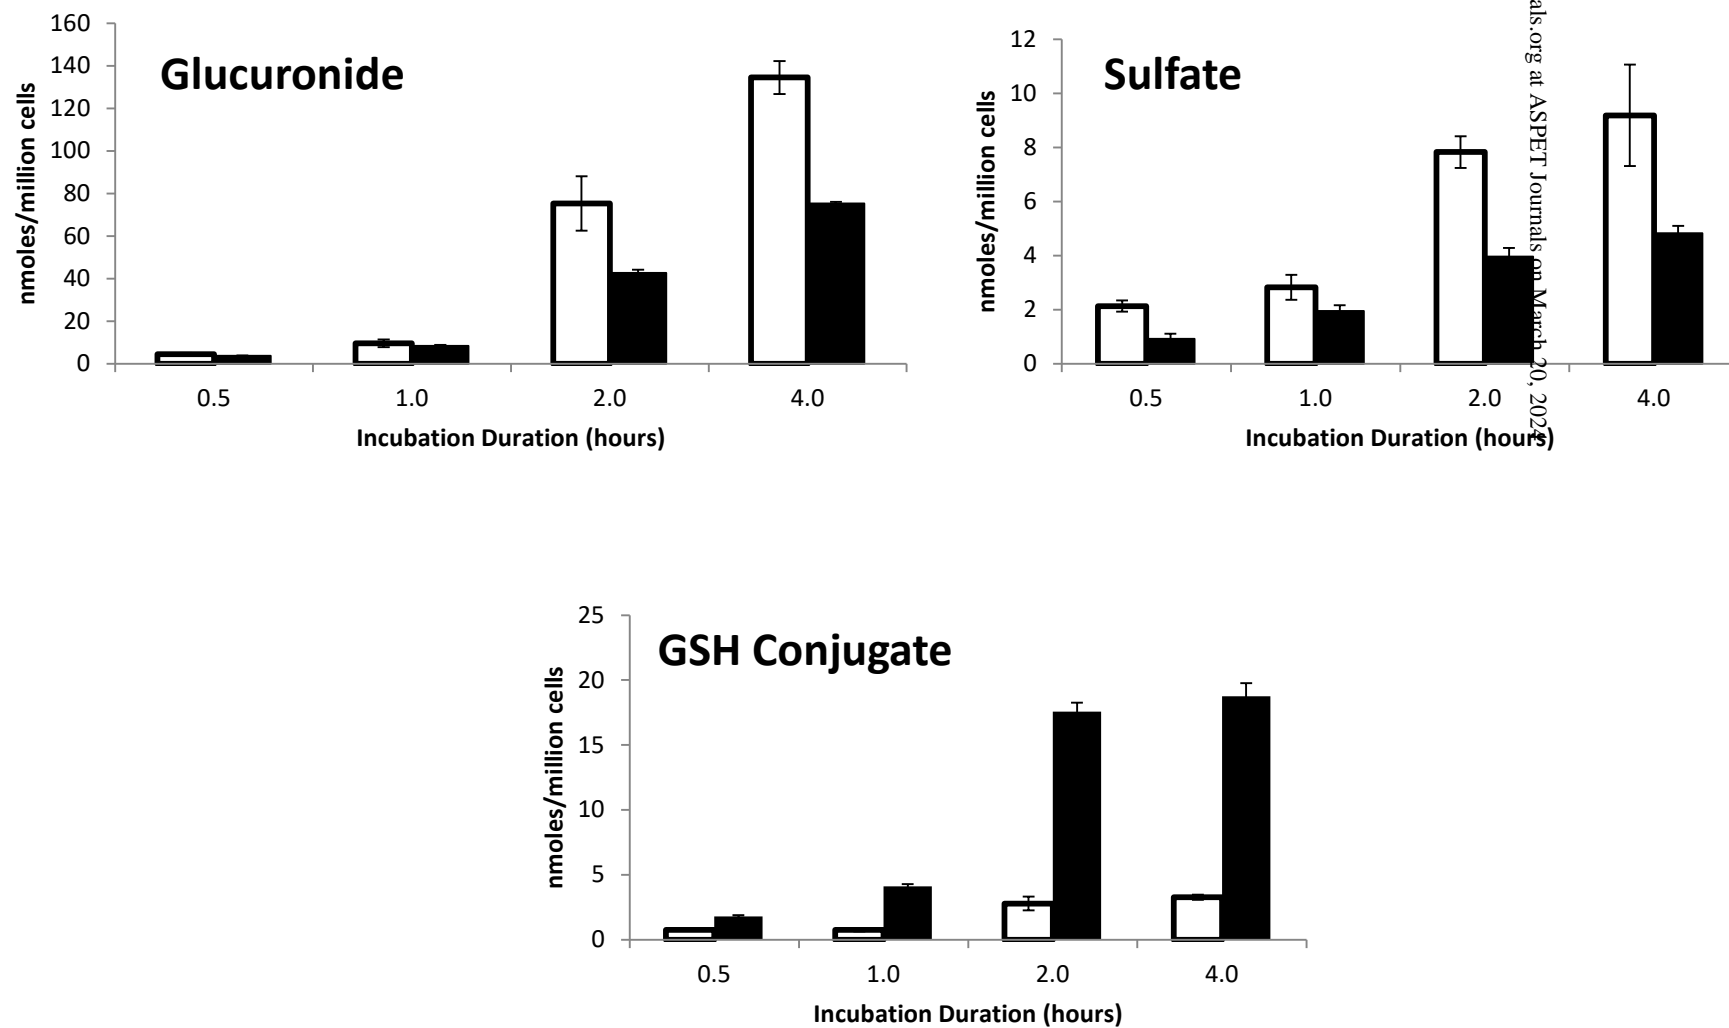 Glucuronide
nmoles/million cells
160
140
120
100
80
60
40
20
0
0.5 1.0 2.0 4.0
Incubation Duration (hours)
Sulfate
nmoles/million cells
12
10
8
6
4
2
0
0.5 1.0 2.0 4.0
Incubation Duration (hours)
als.org at ASPET Journals on March 20, 2024
GSH Conjugate
nmoles/million cells
25
20
15
10
5
0
0.5 1.0 2.0 4.0
Incubation Duration (hours)